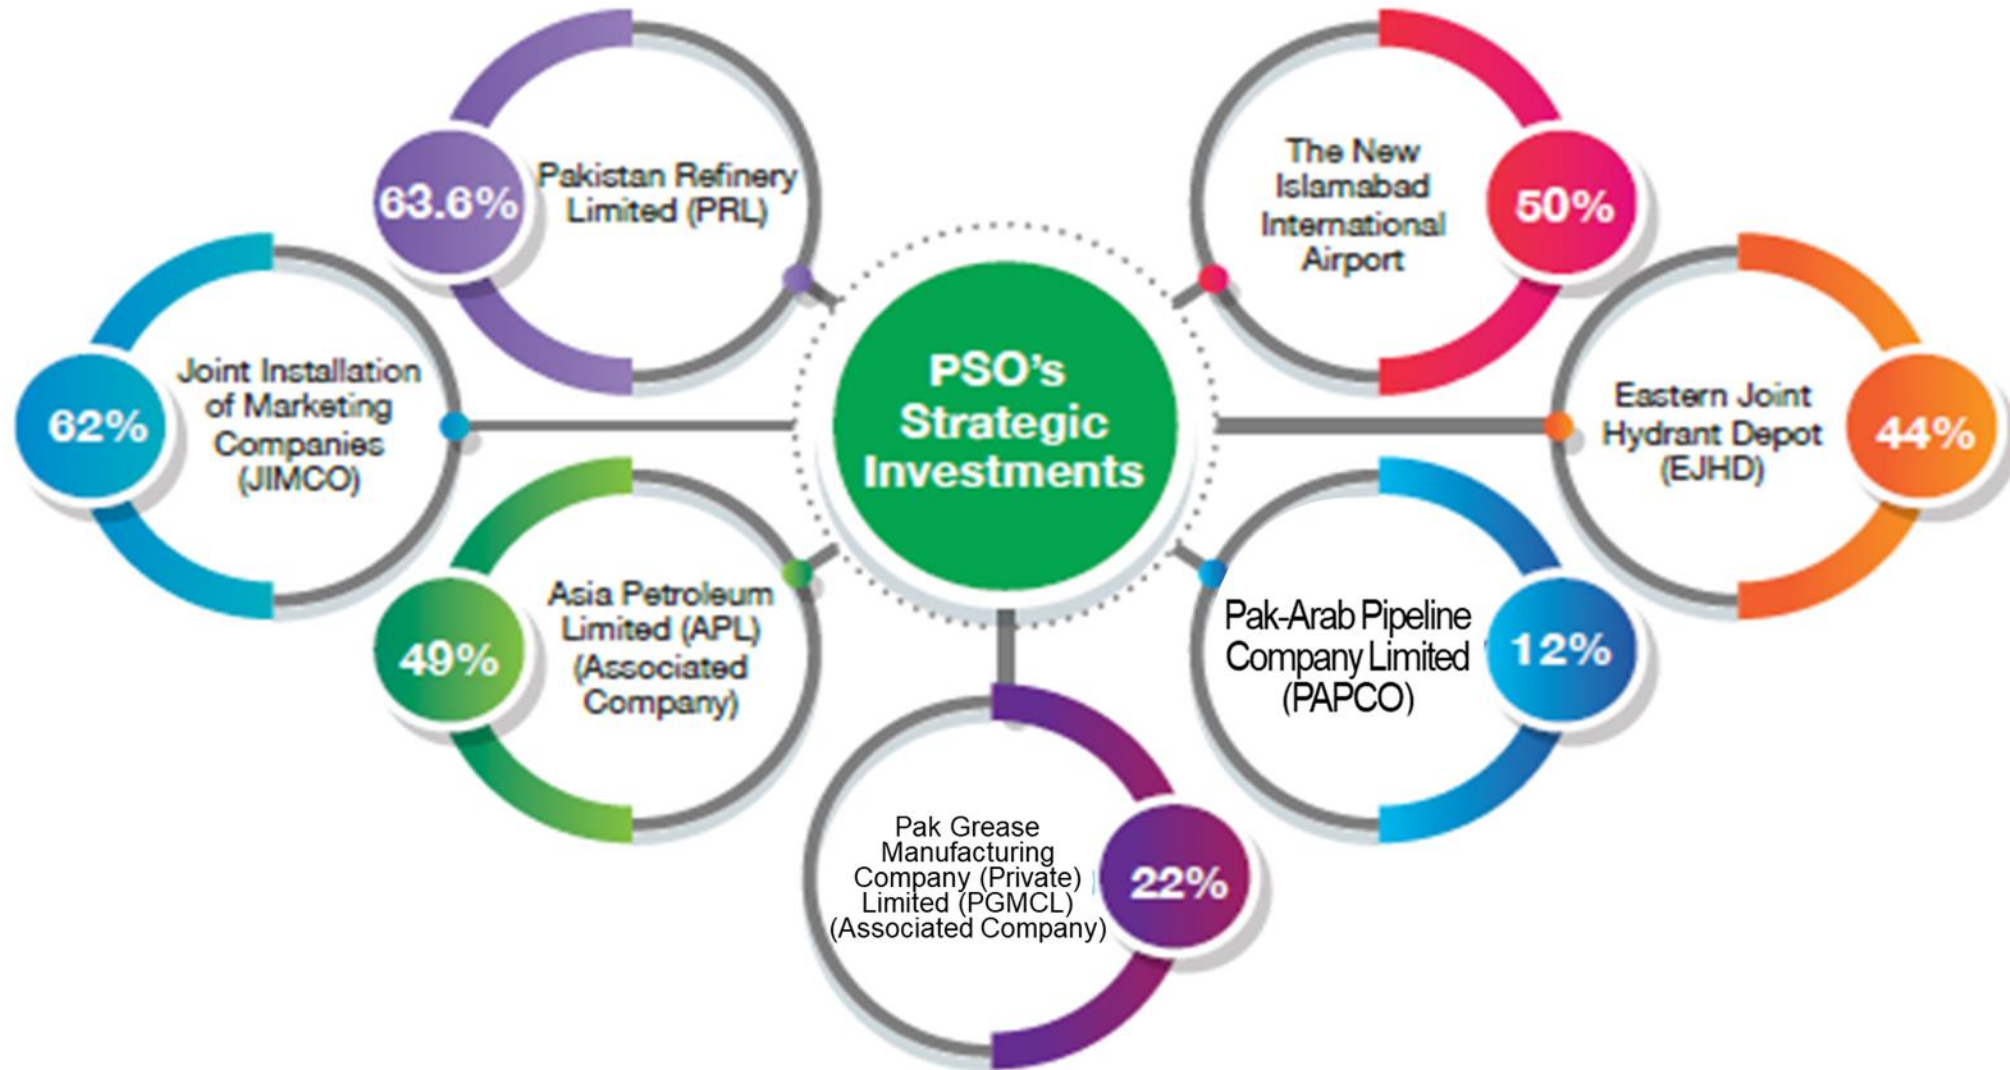 63.6%
Pakistan Refinery
Limited (PRL)
The New
Islamabad
International
Airport
50%
62%
Joint Installation
of Marketing
Companies
(JIMCO)
PSO's
Strategic
Investments
Eastern Joint
Hydrant Depot
(EJHD)
44%
49%
Asia Petroleum
Limited (APL)
(Associated
Company)
Pak-Arab Pipeline
Company Limited
(PAPCO)
12%
Pak Grease
Manufacturing
Company (Private)
Limited (PGMCL)
(Associated Company)
22%